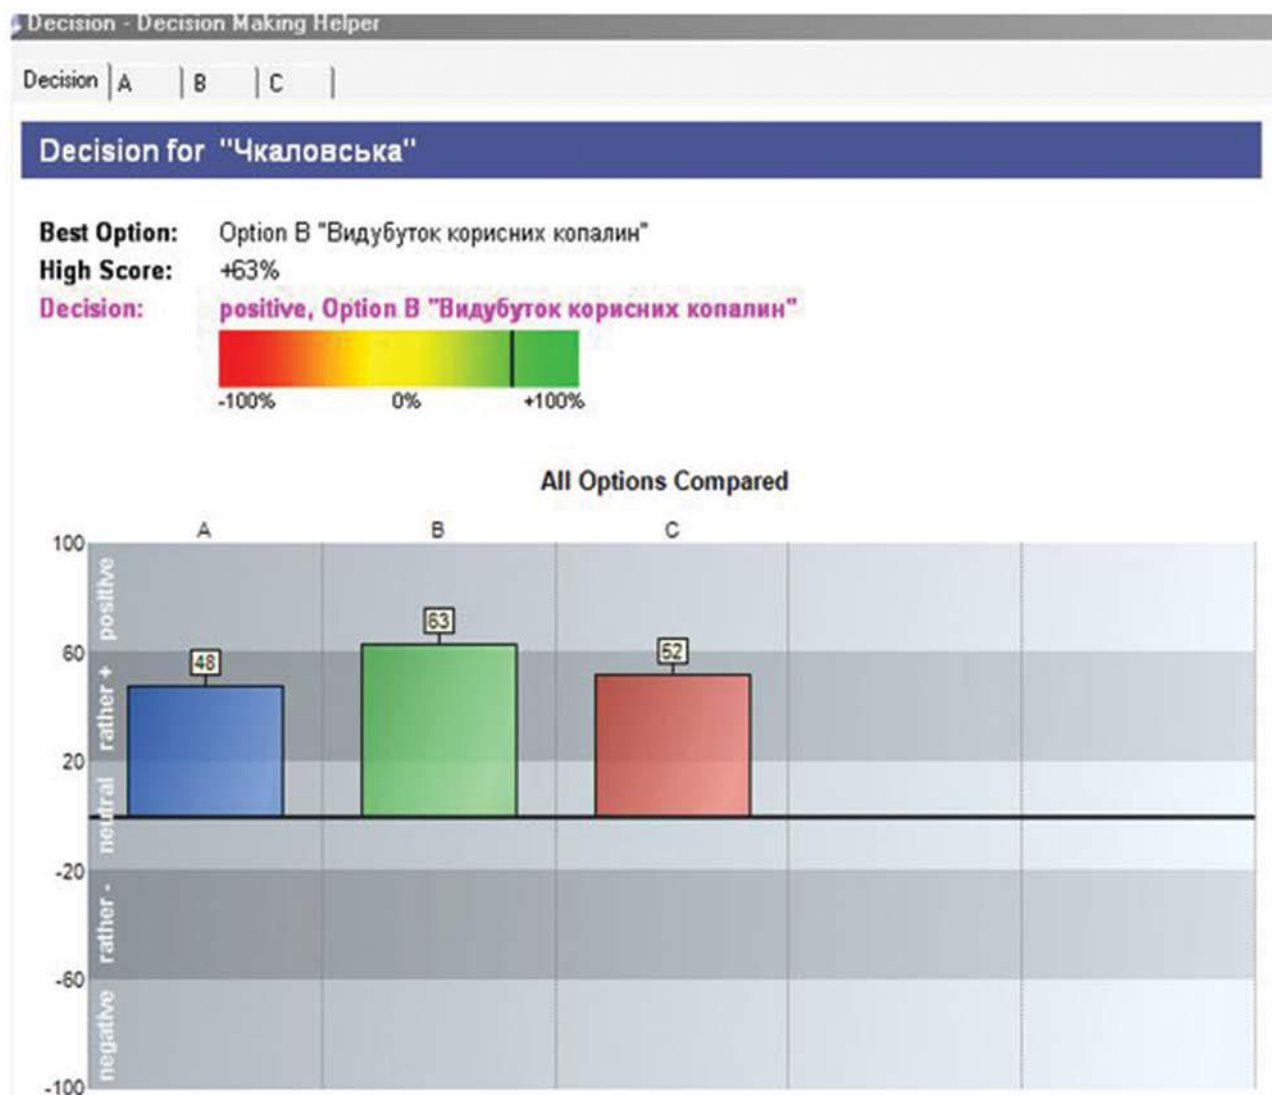 Decision - Decision Making Helper
Decision A B C
Decision for "Чкаловська"
Best Option: Option B "Видубуток корисних копалин"
High Score: +63%
Decision: positive, Option B "Видубуток корисних копалин"
-100% 0% +100%
All Options Compared
A B C
100
positive
63
60
52
48
rather +
20
neutral
-20
rather -
-60
negative
-100